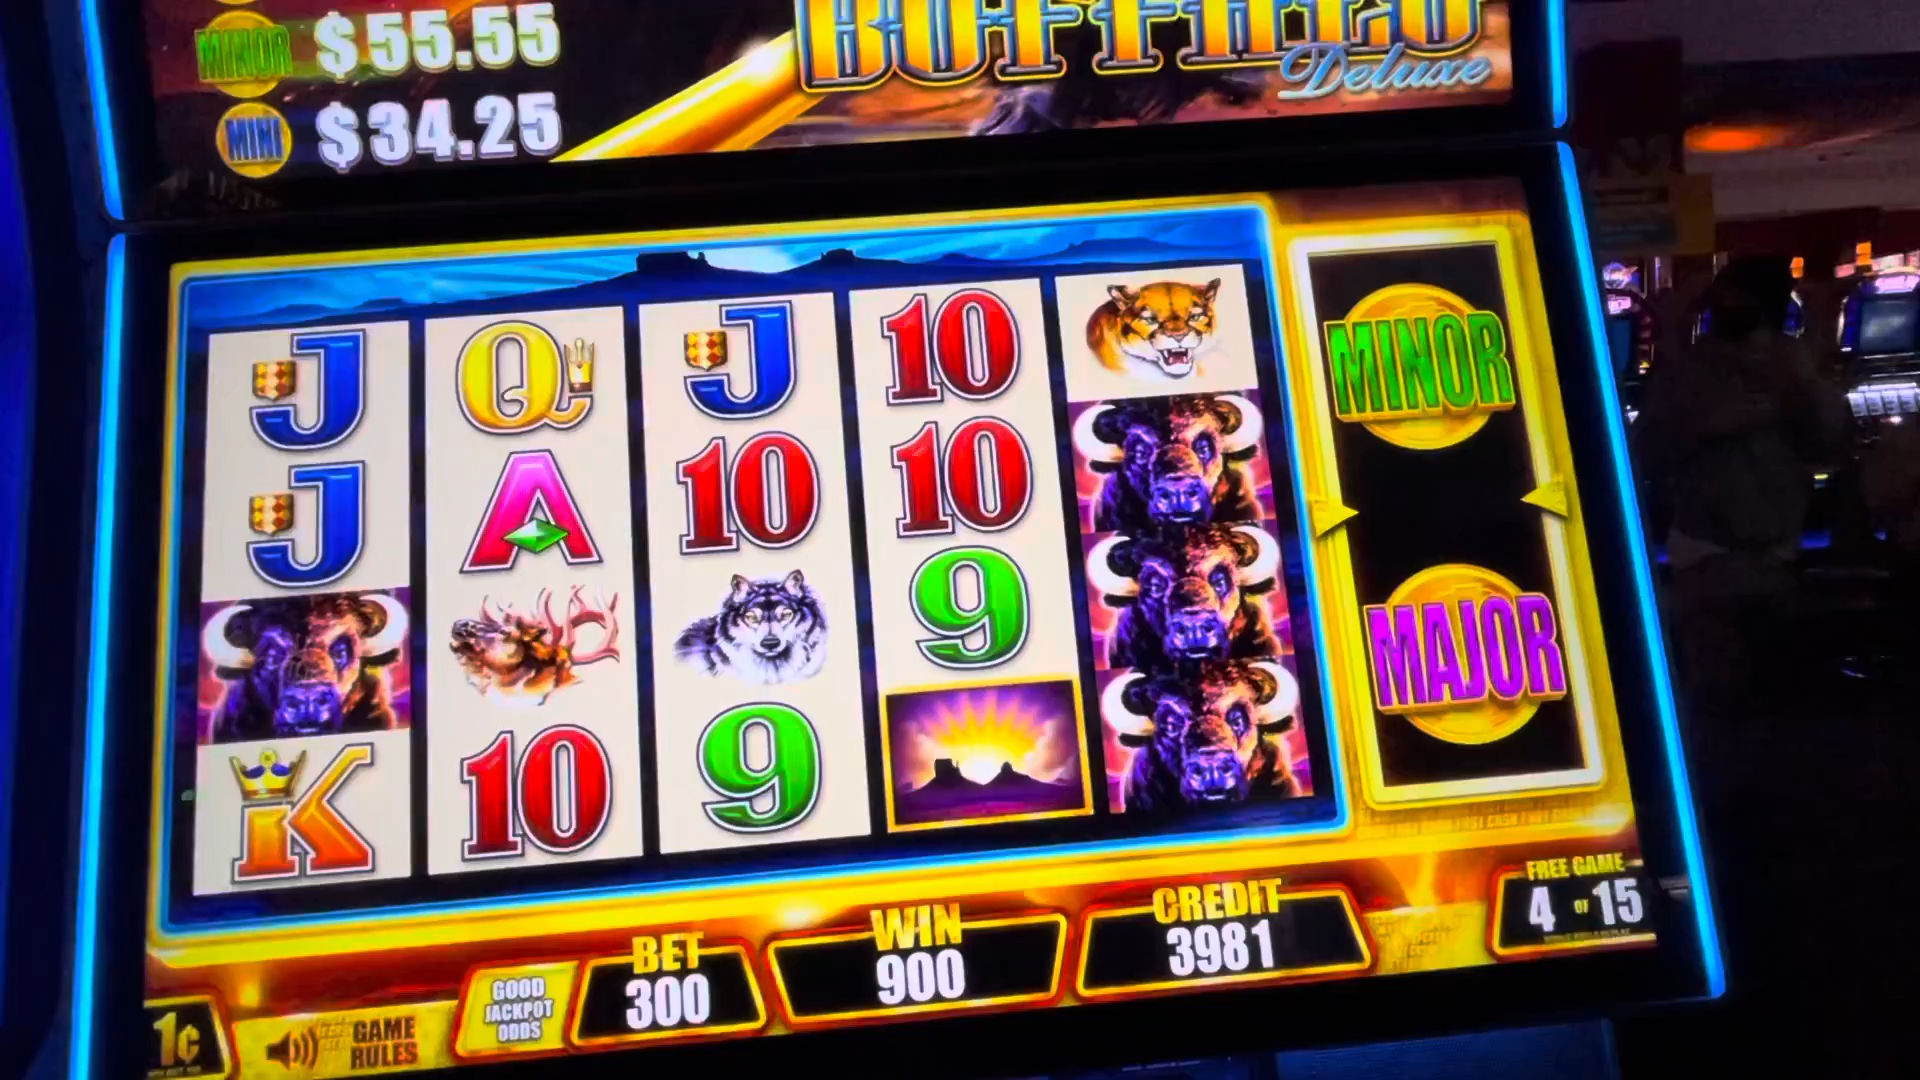 MINOR $55.55
BUFFALO
Deluxe
MINI $34.25
J Q J 10
J A 10 10
9
K 10 9
MINOR
MAJOR
FREE GAME
4 OF 15
BET
300
WIN
900
CREDIT
3981
GOOD
JACKPOT
ODDS
1¢
GAME
RULES